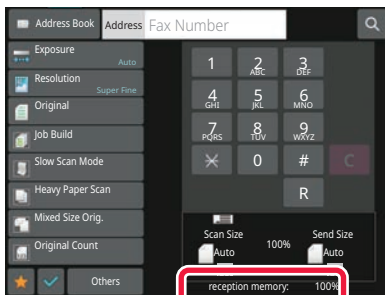 Address Book
Address
Fax Number
Exposure
Auto
Resolution
Super Fine
Original
Job Build
Slow Scan Mode
Heavy Paper Scan
Mixed Size Orig.
Original Count
Others
1
2 ABC
3 DEF
4 GHI
5 JKL
6 MNO
7 PQRS
8 TUV
9 WXYZ
0
#
C
R
Scan Size
Auto
100%
Send Size
Auto
reception memory: 100%